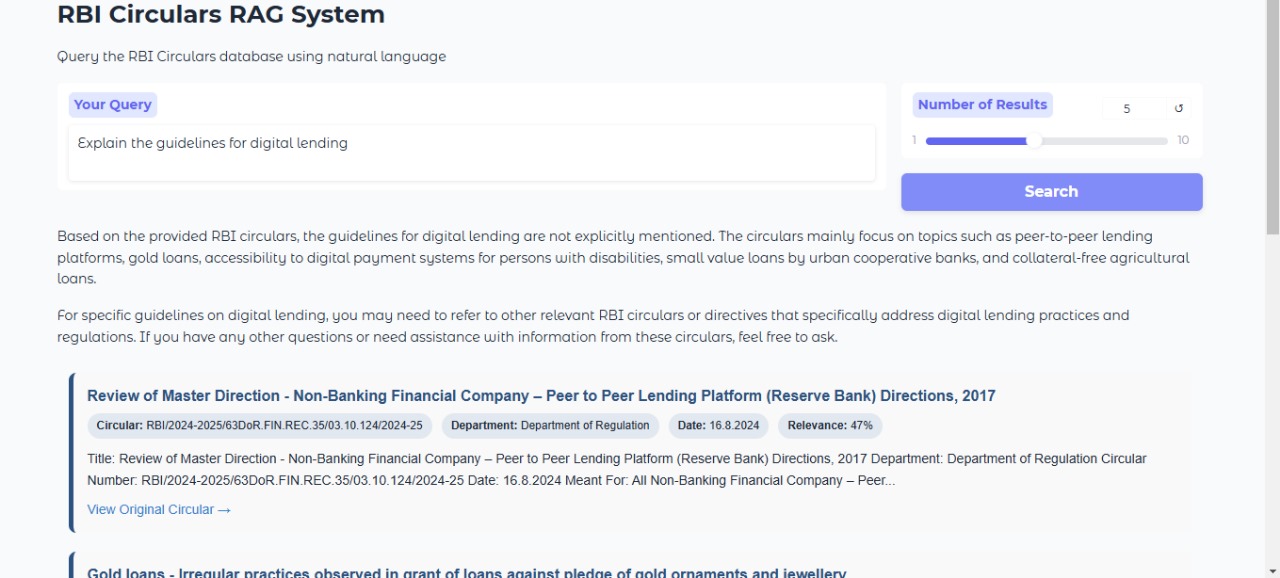 RBI Circulars RAG System
Query the RBI Circulars database using natural language
Your Query
Explain the guidelines for digital lending
Number of Results
5 ↺
1 10
Search
Based on the provided RBI circulars, the guidelines for digital lending are not explicitly mentioned. The circulars mainly focus on topics such as peer-to-peer lending
platforms, gold loans, accessibility to digital payment systems for persons with disabilities, small value loans by urban cooperative banks, and collateral-free agricultural
loans.
For specific guidelines on digital lending, you may need to refer to other relevant RBI circulars or directives that specifically address digital lending practices and
regulations. If you have any other questions or need assistance with information from these circulars, feel free to ask.
Review of Master Direction - Non-Banking Financial Company – Peer to Peer Lending Platform (Reserve Bank) Directions, 2017
Circular: RBI/2024-2025/63DoR.FIN.REC.35/03.10.124/2024-25 Department: Department of Regulation Date: 16.8.2024 Relevance: 47%
Title: Review of Master Direction - Non-Banking Financial Company – Peer to Peer Lending Platform (Reserve Bank) Directions, 2017 Department: Department of Regulation Circular
Number: RBI/2024-2025/63DoR.FIN.REC.35/03.10.124/2024-25 Date: 16.8.2024 Meant For: All Non-Banking Financial Company – Peer...
View Original Circular →
Gold loans - Irregular practices observed in grant of loans against pledge of gold ornaments and jewellery